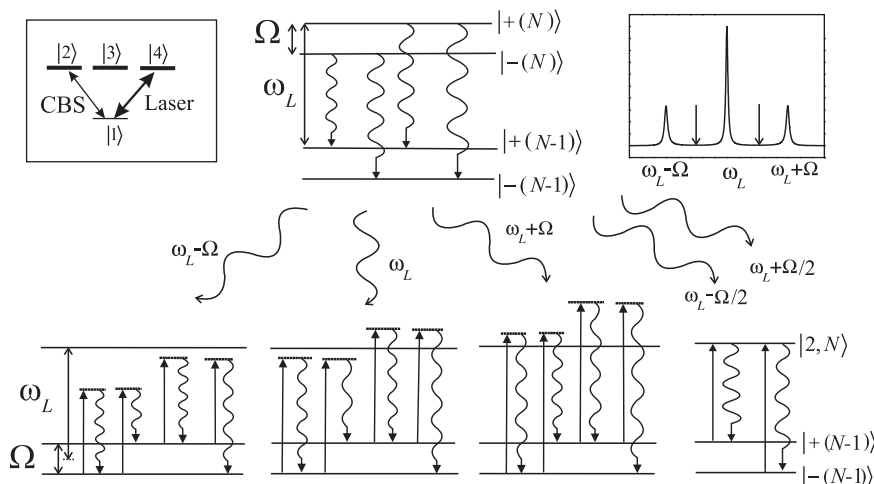 |2⟩ |3⟩ |4⟩
CBS Laser
|1⟩
Ω
ω_L
|+(N)⟩
|−(N)⟩
|+(N-1)⟩
|−(N-1)⟩
ω_L-Ω ω_L ω_L+Ω
ω_L-Ω
ω_L
ω_L+Ω
ω_L-Ω/2
ω_L+Ω/2
ω_L
Ω
|2,N⟩
|+(N-1)⟩
|−(N-1)⟩